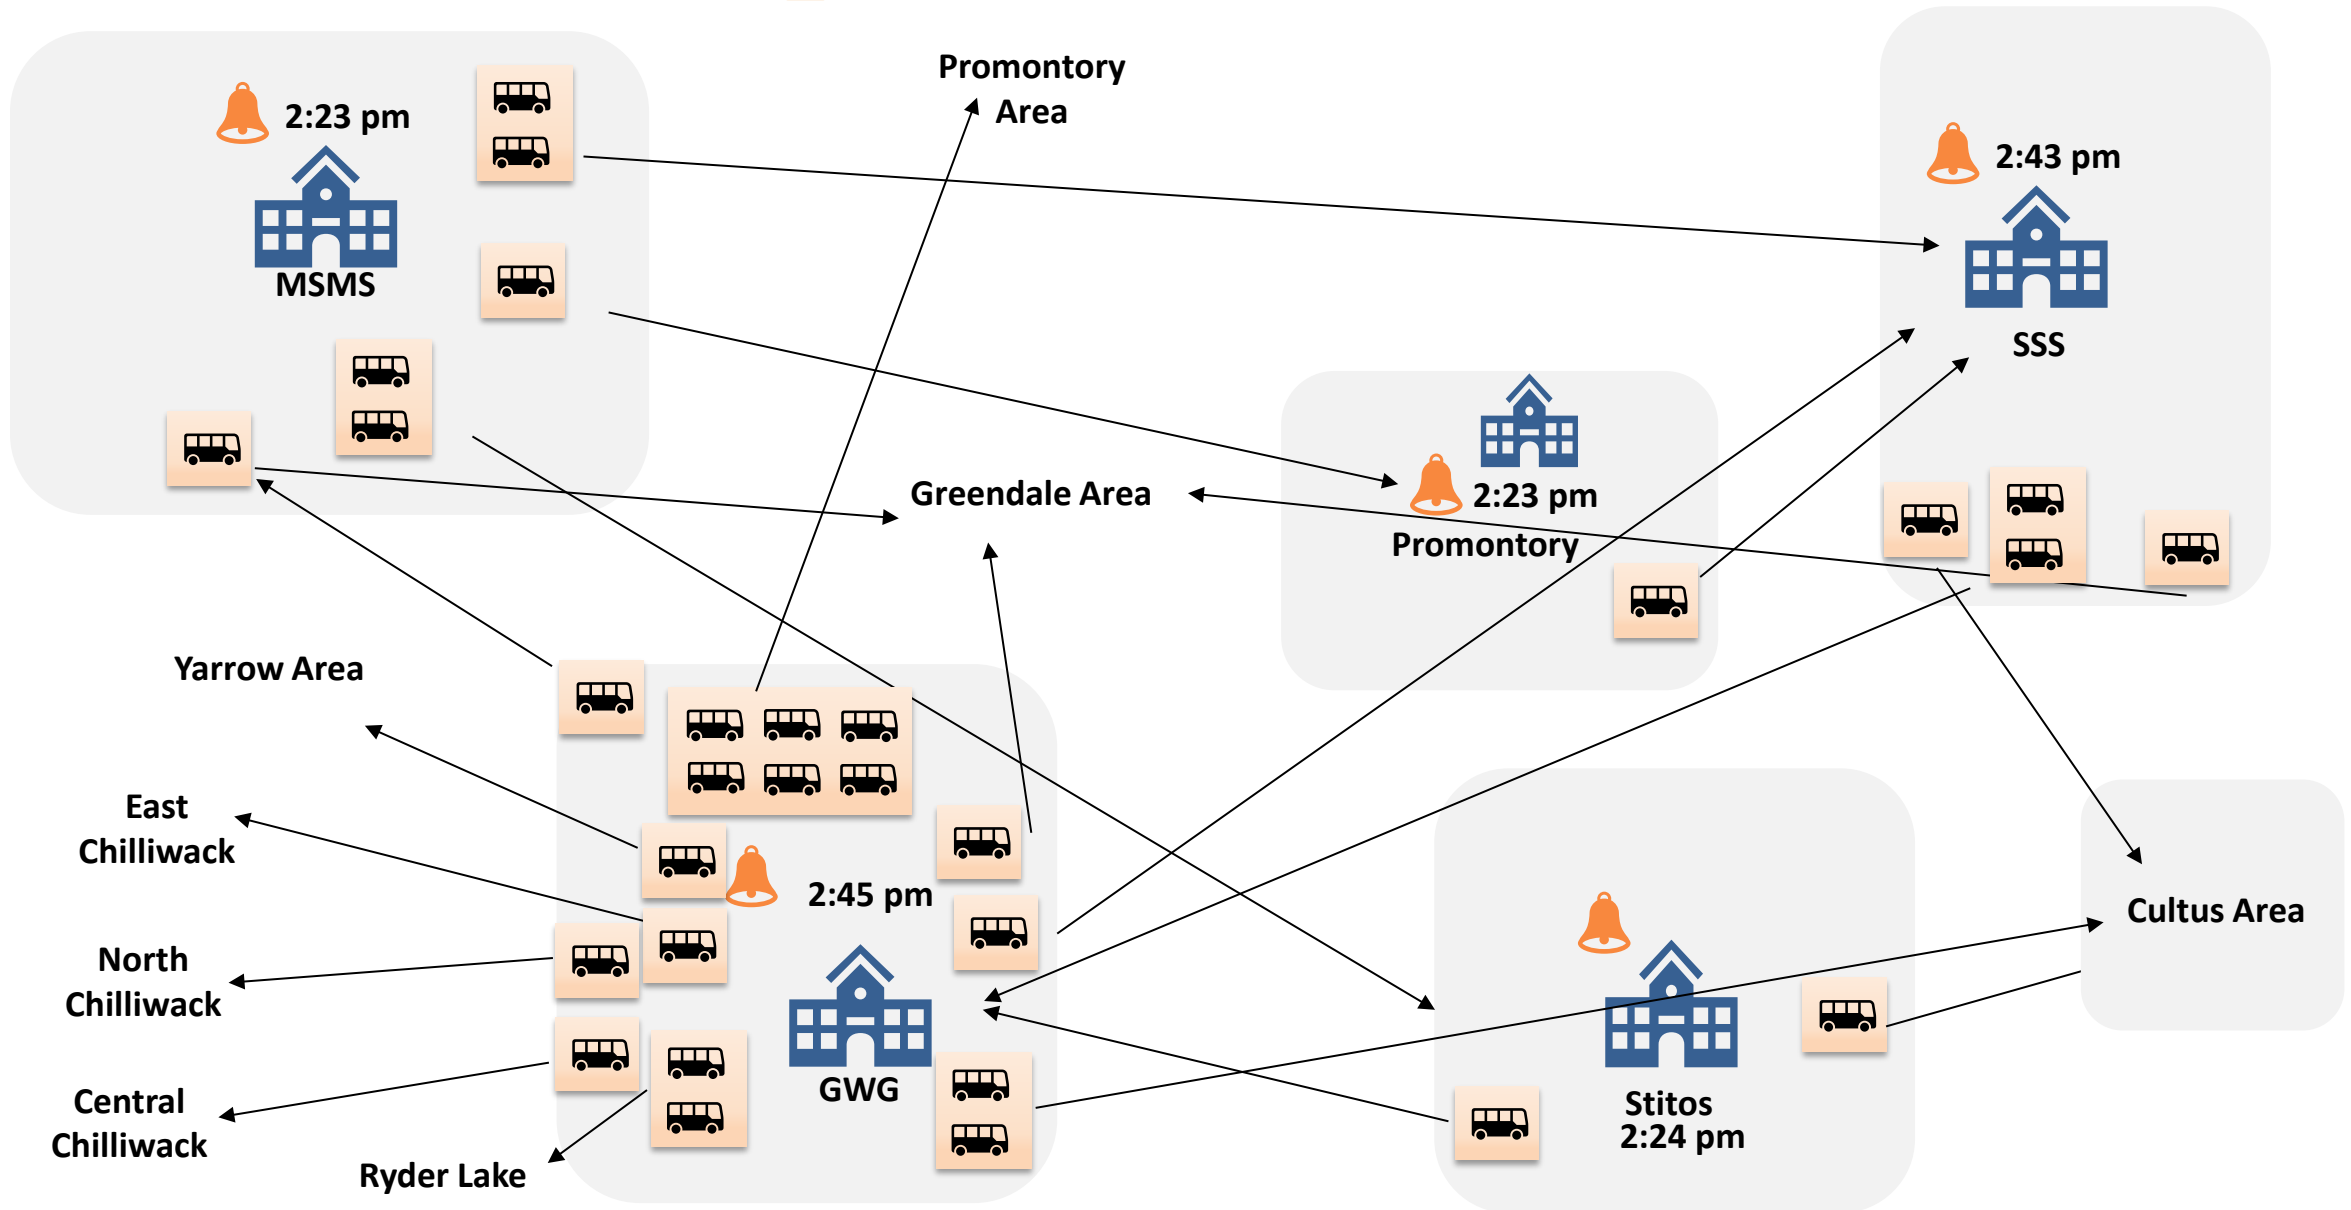 Promontory
Area
2:23 pm
MSMS
2:43 pm
SSS
Greendale Area
2:23 pm
Promontory
Yarrow Area
East
Chilliwack
North
Chilliwack
Central
Chilliwack
Ryder Lake
2:45 pm
GWG
Stitos
2:24 pm
Cultus Area